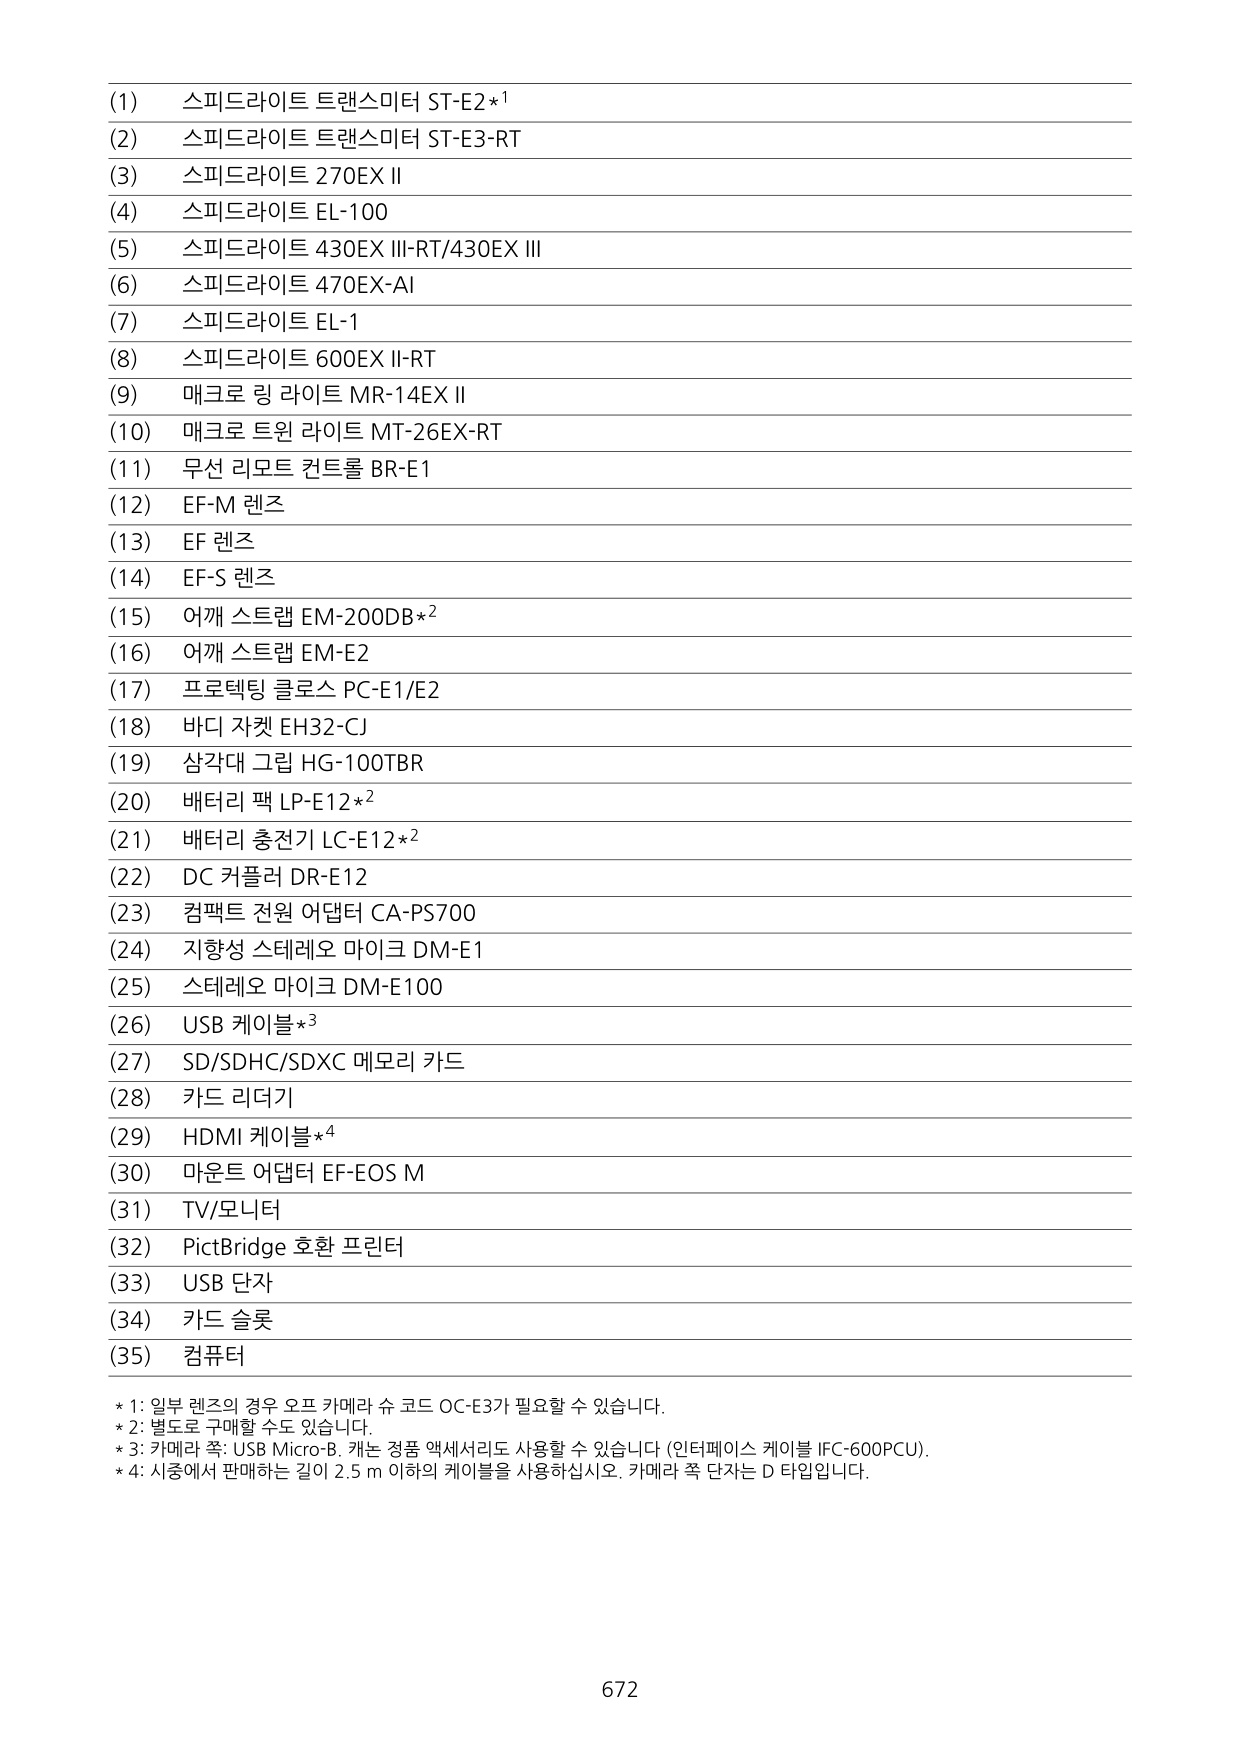 (1) 스피드라이트 트랜스미터 ST-E2*1
(2) 스피드라이트 트랜스미터 ST-E3-RT
(3) 스피드라이트 270EX II
(4) 스피드라이트 EL-100
(5) 스피드라이트 430EX III-RT/430EX III
(6) 스피드라이트 470EX-AI
(7) 스피드라이트 EL-1
(8) 스피드라이트 600EX II-RT
(9) 매크로 링 라이트 MR-14EX II
(10) 매크로 트윈 라이트 MT-26EX-RT
(11) 무선 리모트 컨트롤 BR-E1
(12) EF-M 렌즈
(13) EF 렌즈
(14) EF-S 렌즈
(15) 어깨 스트랩 EM-200DB*2
(16) 어깨 스트랩 EM-E2
(17) 프로텍팅 클로스 PC-E1/E2
(18) 바디 자켓 EH32-CJ
(19) 삼각대 그립 HG-100TBR
(20) 배터리 팩 LP-E12*2
(21) 배터리 충전기 LC-E12*2
(22) DC 커플러 DR-E12
(23) 컴팩트 전원 어댑터 CA-PS700
(24) 지향성 스테레오 마이크 DM-E1
(25) 스테레오 마이크 DM-E100
(26) USB 케이블*3
(27) SD/SDHC/SDXC 메모리 카드
(28) 카드 리더기
(29) HDMI 케이블*4
(30) 마운트 어댑터 EF-EOS M
(31) TV/모니터
(32) PictBridge 호환 프린터
(33) USB 단자
(34) 카드 슬롯
(35) 컴퓨터
* 1: 일부 렌즈의 경우 오프 카메라 슈 코드 OC-E3가 필요할 수 있습니다.
* 2: 별도로 구매할 수도 있습니다.
* 3: 카메라 쪽: USB Micro-B. 캐논 정품 액세서리도 사용할 수 있습니다 (인터페이스 케이블 IFC-600PCU).
* 4: 시중에서 판매하는 길이 2.5 m 이하의 케이블을 사용하십시오. 카메라 쪽 단자는 D 타입입니다.
672